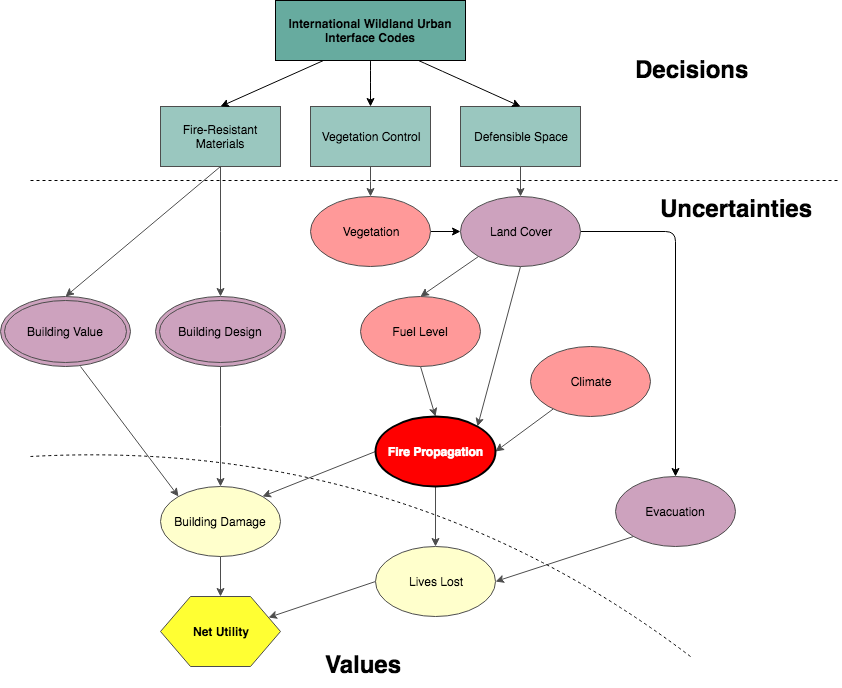 International Wildland Urban
Interface Codes
Decisions
Fire-Resistant
Materials
Vegetation Control
Defensible Space
Uncertainties
Vegetation
Land Cover
Building Value
Building Design
Fuel Level
Climate
Fire Propagation
Evacuation
Building Damage
Lives Lost
Net Utility
Values